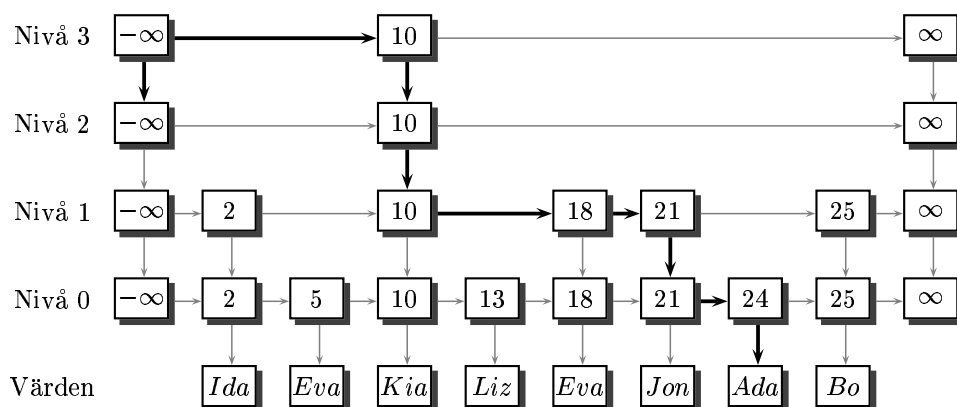 Nivå 3 −∞ 10 ∞
Nivå 2 −∞ 10 ∞
Nivå 1 −∞ 2 10 18 21 25 ∞
Nivå 0 −∞ 2 5 10 13 18 21 24 25 ∞
Värden Ida Eva Kia Liz Eva Jon Ada Bo